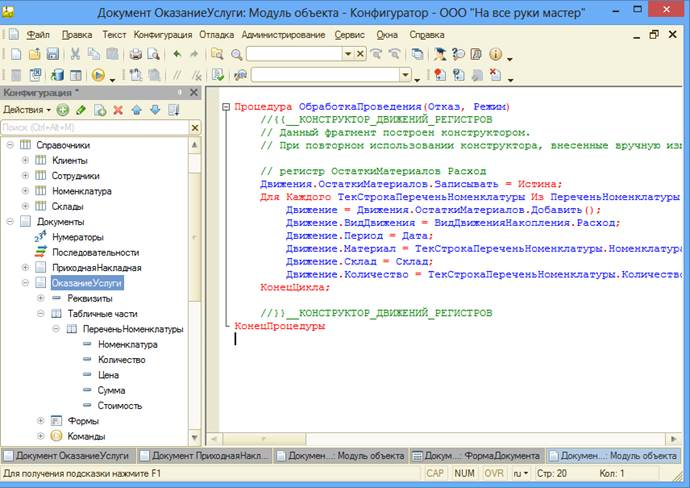 Документ ОказаниеУслуги: Модуль объекта - Конфигуратор - ООО "На все руки мастер"
Файл Правка Текст Конфигурация Отладка Администрирование Сервис Окна Справка
Конфигурация *
Действия
Поиск (Ctrl+Alt+M)
Справочники
Клиенты
Сотрудники
Номенклатура
Склады
Документы
Нумераторы
Последовательности
ПриходнаяНакладная
ОказаниеУслуги
Реквизиты
Табличные части
ПереченьНоменклатуры
Номенклатура
Количество
Цена
Сумма
Стоимость
Формы
Команды
Процедура ОбработкаПроведения(Отказ, Режим)
//{{__КОНСТРУКТОР_ДВИЖЕНИЙ_РЕГИСТРОВ
// Данный фрагмент построен конструктором.
// При повторном использовании конструктора, внесенные вручную изм
// регистр ОстаткиМатериалов Расход
Движения.ОстаткиМатериалов.Записывать = Истина;
Для Каждого ТекСтрокаПереченьНоменклатуры Из ПереченьНоменклатуры
Движение = Движения.ОстаткиМатериалов.Добавить();
Движение.ВидДвижения = ВидДвиженияНакопления.Расход;
Движение.Период = Дата;
Движение.Материал = ТекСтрокаПереченьНоменклатуры.Номенклатура
Движение.Склад = Склад;
Движение.Количество = ТекСтрокаПереченьНоменклатуры.Количество
КонецЦикла;
//}}__КОНСТРУКТОР_ДВИЖЕНИЙ_РЕГИСТРОВ
КонецПроцедуры
Документ ОказаниеУслуги Документ ПриходнаяНакл... Докумен...: Модуль объекта Док...: ФормаДокумента Докумен...: Модуль объекта
Для получения подсказки нажмите F1 CAP NUM OVR ru Стр: 20 Кол: 1